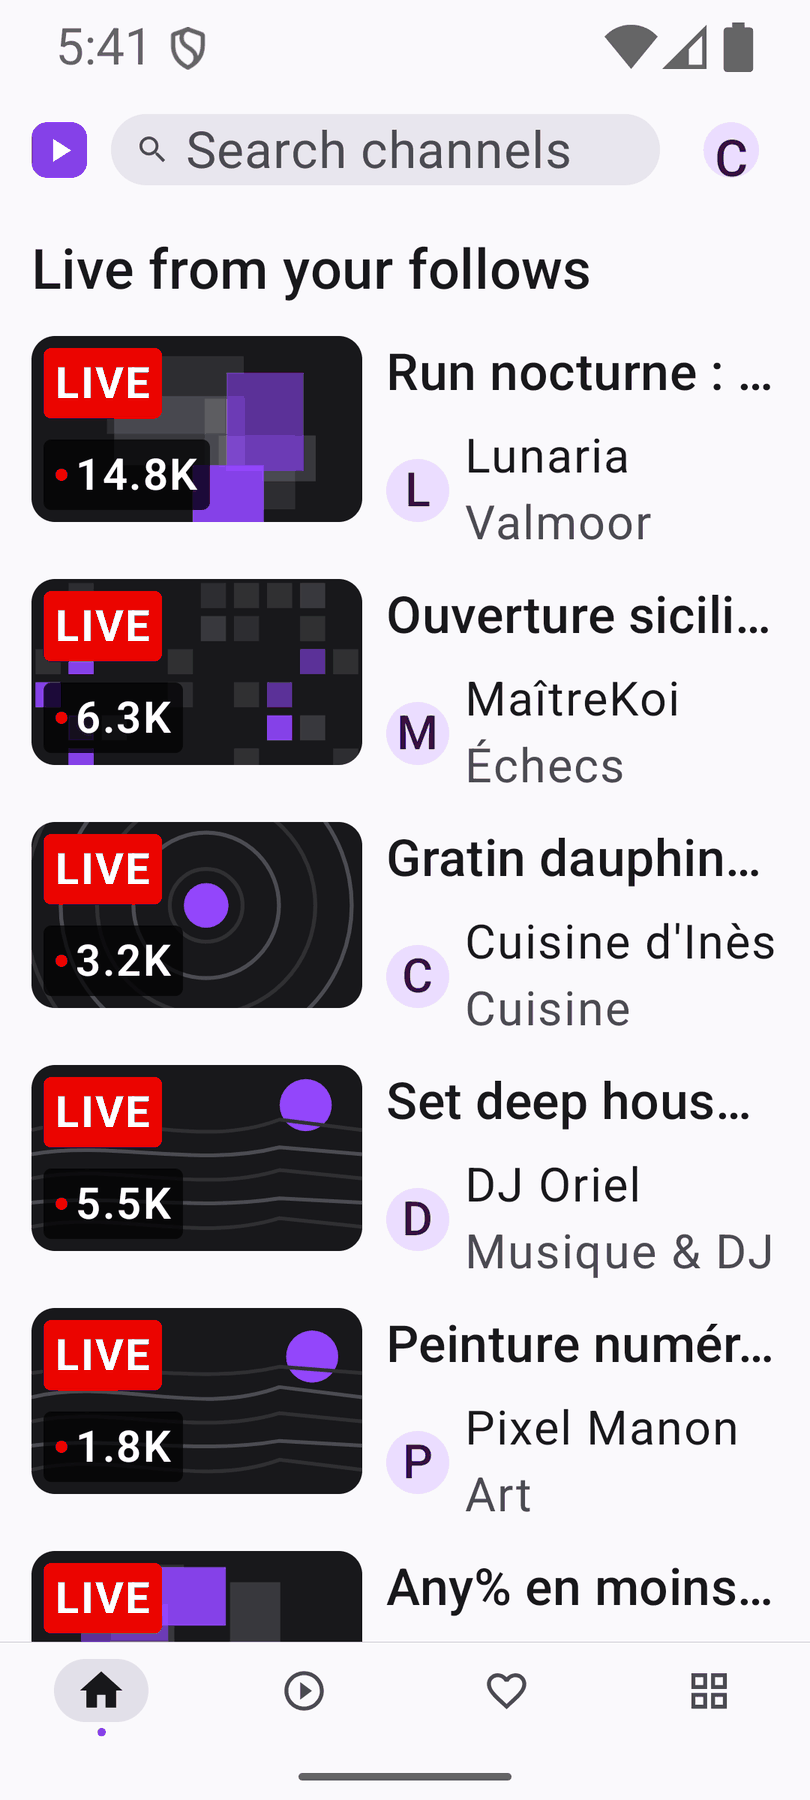 5:41
Search channels
C
Live from your follows
LIVE
14.8K
Run nocturne : …
L
Lunaria
Valmoor
LIVE
6.3K
Ouverture sicili…
M
MaîtreKoi
Échecs
LIVE
3.2K
Gratin dauphin…
C
Cuisine d'Inès
Cuisine
LIVE
5.5K
Set deep hous…
D
DJ Oriel
Musique & DJ
LIVE
1.8K
Peinture numér…
P
Pixel Manon
Art
LIVE
Any% en moins…